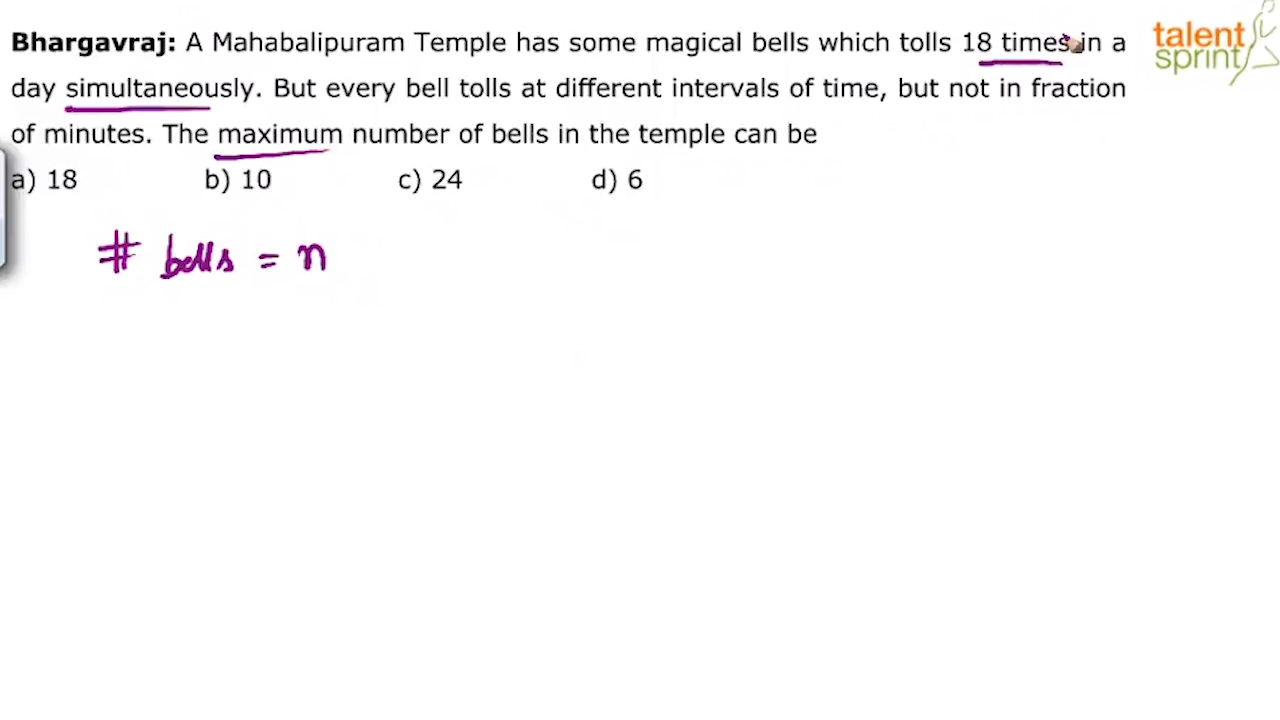 Bhargavraj: A Mahabalipuram Temple has some magical bells which tolls 18 times in a
day simultaneously. But every bell tolls at different intervals of time, but not in fraction
of minutes. The maximum number of bells in the temple can be
a) 18 b) 10 c) 24 d) 6
# bells = n
talent
sprint